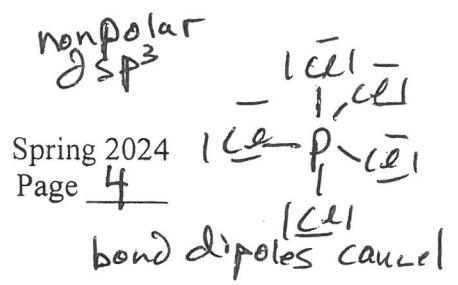 nonpolar
dsp³
Cl
Cl
Cl P Cl
Cl
Spring 2024
Page 4
bond dipoles cancel